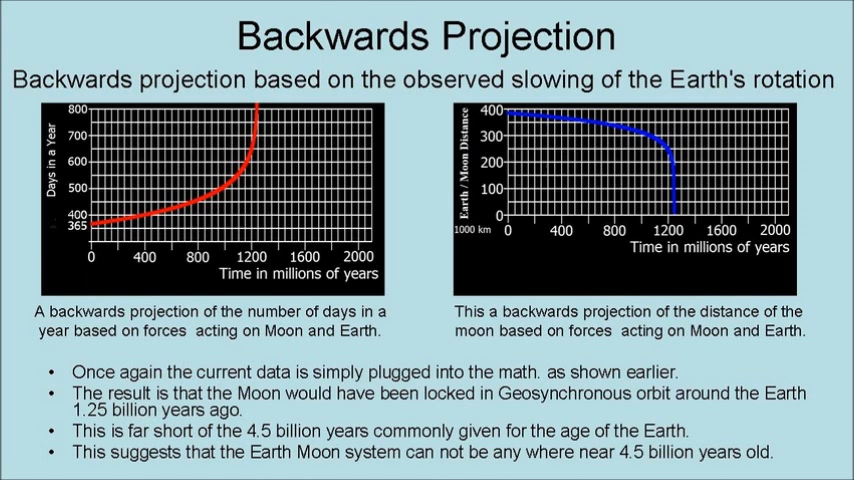 Backwards Projection
Backwards projection based on the observed slowing of the Earth's rotation
Days in a Year
800
700
600
500
400
365
0 400 800 1200 1600 2000
Time in millions of years
Earth / Moon Distance
400
300
200
100
0
1000 km
0 400 800 1200 1600 2000
Time in millions of years
A backwards projection of the number of days in a
year based on forces acting on Moon and Earth.
This a backwards projection of the distance of the
moon based on forces acting on Moon and Earth.
• Once again the current data is simply plugged into the math. as shown earlier.
• The result is that the Moon would have been locked in Geosynchronous orbit around the Earth
1.25 billion years ago.
• This is far short of the 4.5 billion years commonly given for the age of the Earth.
• This suggests that the Earth Moon system can not be any where near 4.5 billion years old.